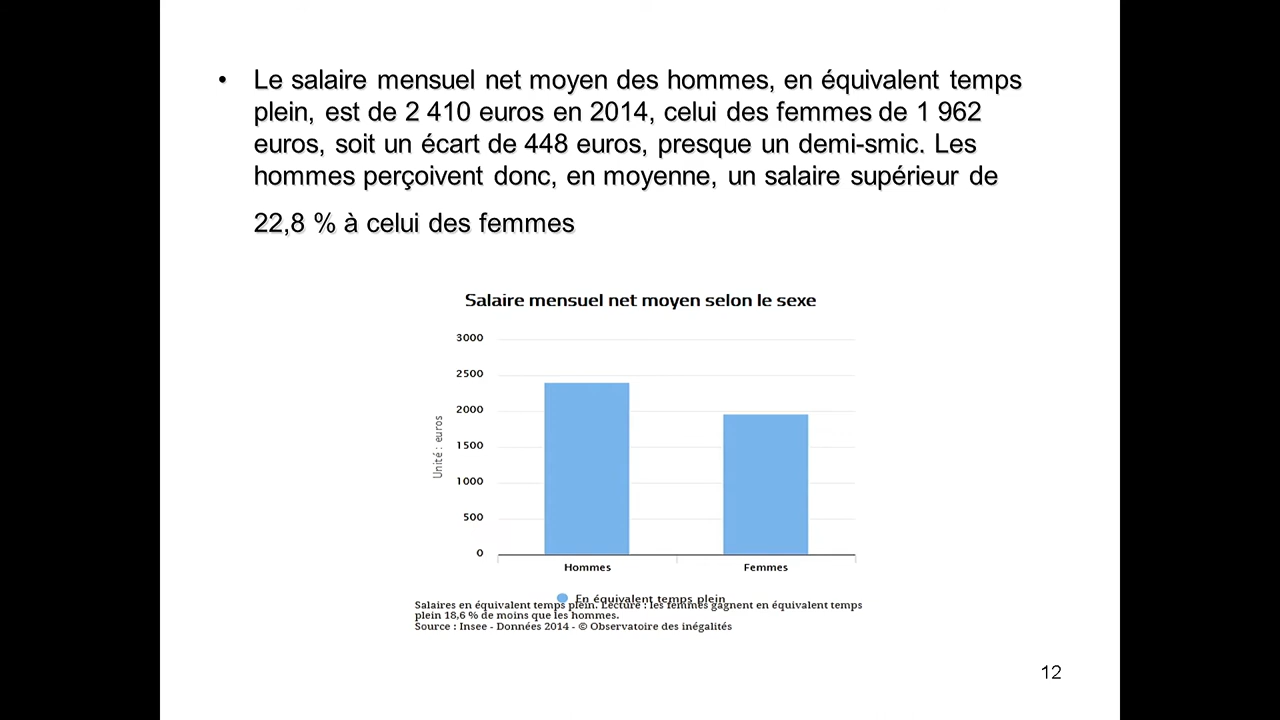 • Le salaire mensuel net moyen des hommes, en équivalent temps
plein, est de 2 410 euros en 2014, celui des femmes de 1 962
euros, soit un écart de 448 euros, presque un demi-smic. Les
hommes perçoivent donc, en moyenne, un salaire supérieur de
22,8 % à celui des femmes
Salaire mensuel net moyen selon le sexe
3000
2500
2000
1500
1000
500
0
Unité : euros
Hommes
Femmes
En équivalent temps plein
Salaires en équivalent temps plein. Lecture : les femmes gagnent en équivalent temps
plein 18,6 % de moins que les hommes.
Source : Insee - Données 2014 - © Observatoire des inégalités
12